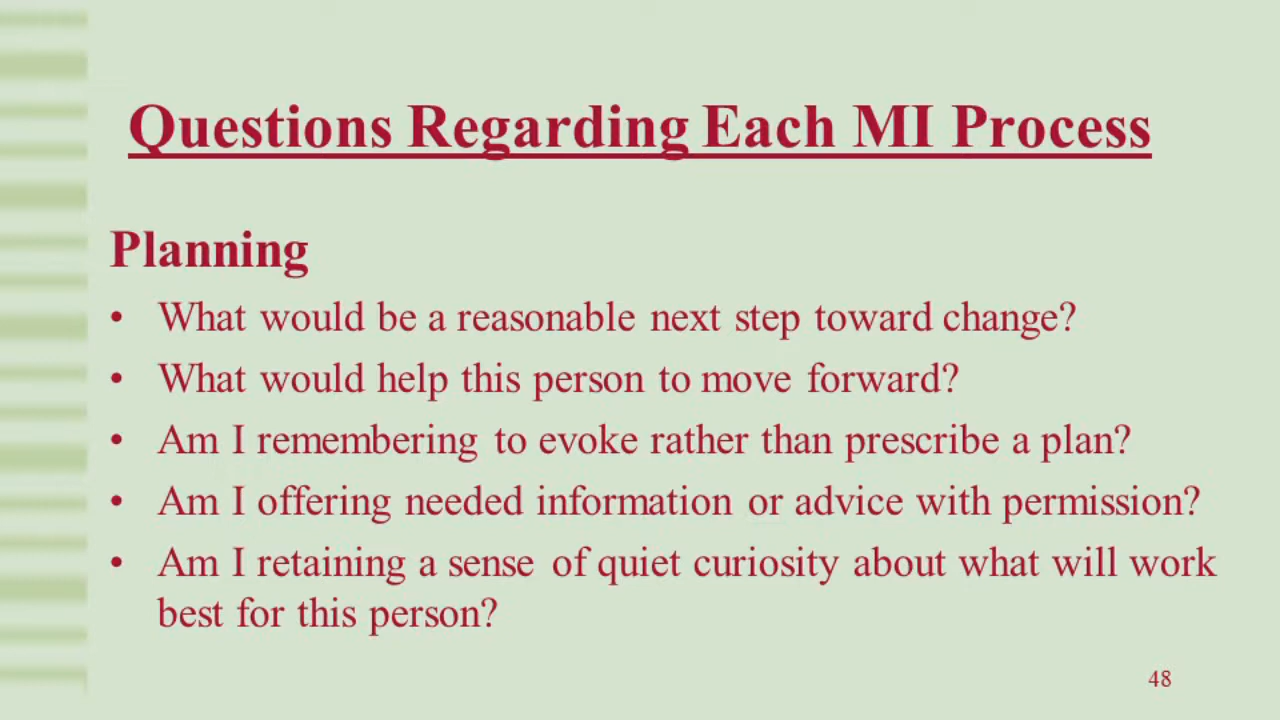 Questions Regarding Each MI Process
Planning
• What would be a reasonable next step toward change?
• What would help this person to move forward?
• Am I remembering to evoke rather than prescribe a plan?
• Am I offering needed information or advice with permission?
• Am I retaining a sense of quiet curiosity about what will work
best for this person?
48